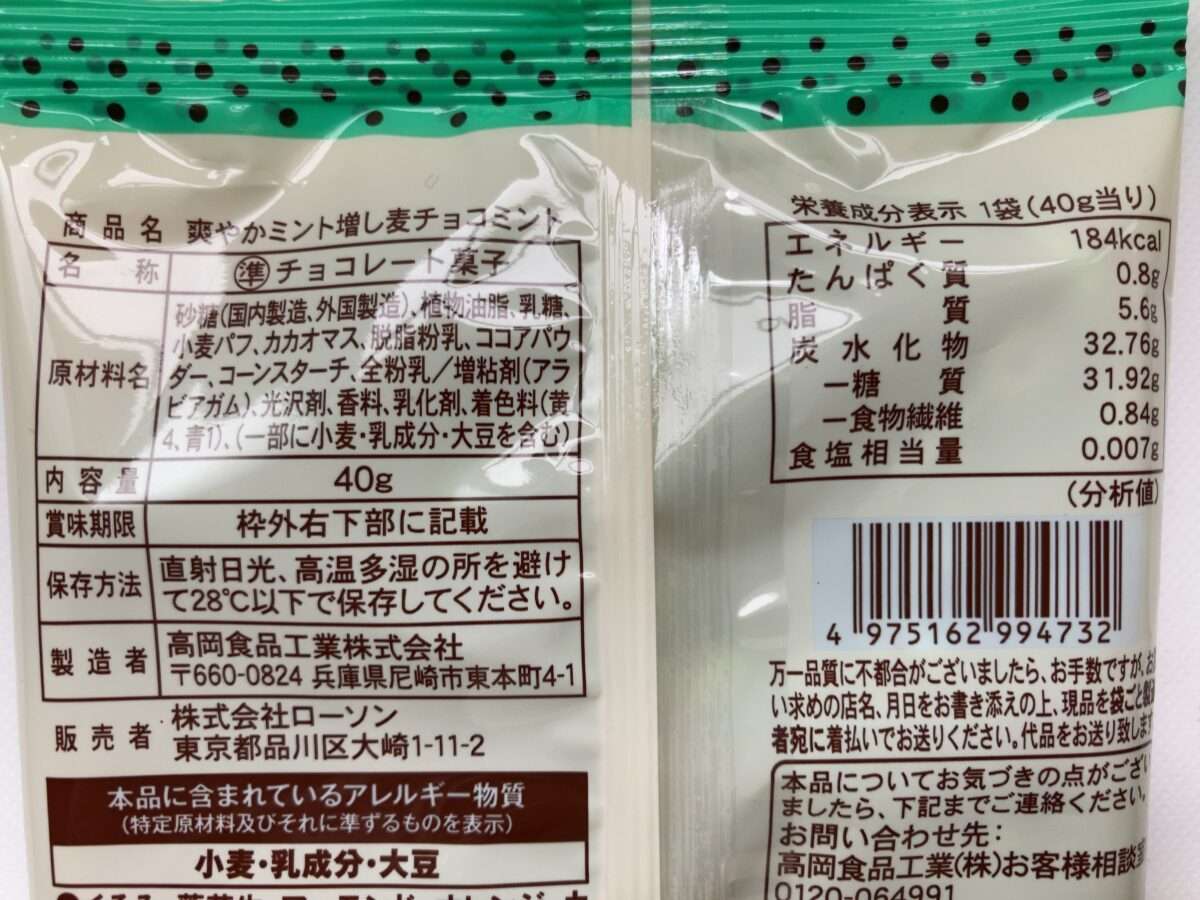 商品名 爽やかミント増し麦チョコミント
名称 準チョコレート菓子
原材料名
砂糖(国内製造、外国製造)、植物油脂、乳糖、
小麦パフ、カカオマス、脱脂粉乳、ココアパウ
ダー、コーンスターチ、全粉乳/増粘剤(アラ
ビアガム)、光沢剤、香料、乳化剤、着色料(黄
4、青1)、(一部に小麦・乳成分・大豆を含む)
内容量 40g
賞味期限 枠外右下部に記載
保存方法
直射日光、高温多湿の所を避け
て28℃以下で保存してください。
製造者
高岡食品工業株式会社
〒660-0824 兵庫県尼崎市東本町4-1
販売者
株式会社ローソン
東京都品川区大崎1-11-2
本品に含まれているアレルギー物質
(特定原材料及びそれに準ずるものを表示)
小麦・乳成分・大豆
栄養成分表示 1袋(40g当り)
エネルギー 184kcal
たんぱく質 0.8g
脂質 5.6g
炭水化物 32.76g
ー糖質 31.92g
ー食物繊維 0.84g
食塩相当量 0.007g
(分析値)
4 975162 994732
万一品質に不都合がございましたら、お手数ですが、お
い求めの店名、月日をお書き添えの上、現品を袋ごと製
者宛に着払いでお送りください。代品をお送り致しま
本品についてお気づきの点がござい
ましたら、下記までご連絡ください。
お問い合わせ先:
高岡食品工業(株)お客様相談室
0120-064991